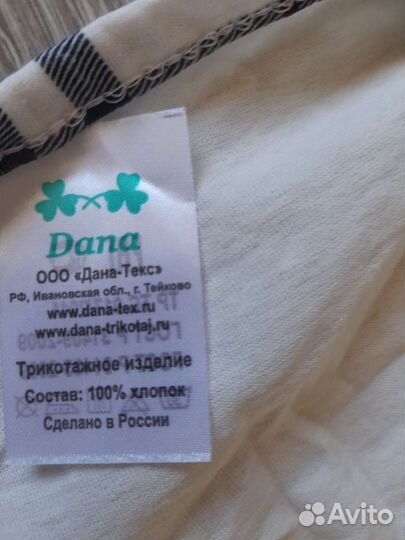 Dana
ООО «Дана-Текс»
РФ, Ивановская обл., г. Тейково
www.dana-tex.ru
www.dana-trikotaj.ru
Трикотажное изделие
Состав: 100% хлопок
Сделано в России
Avito